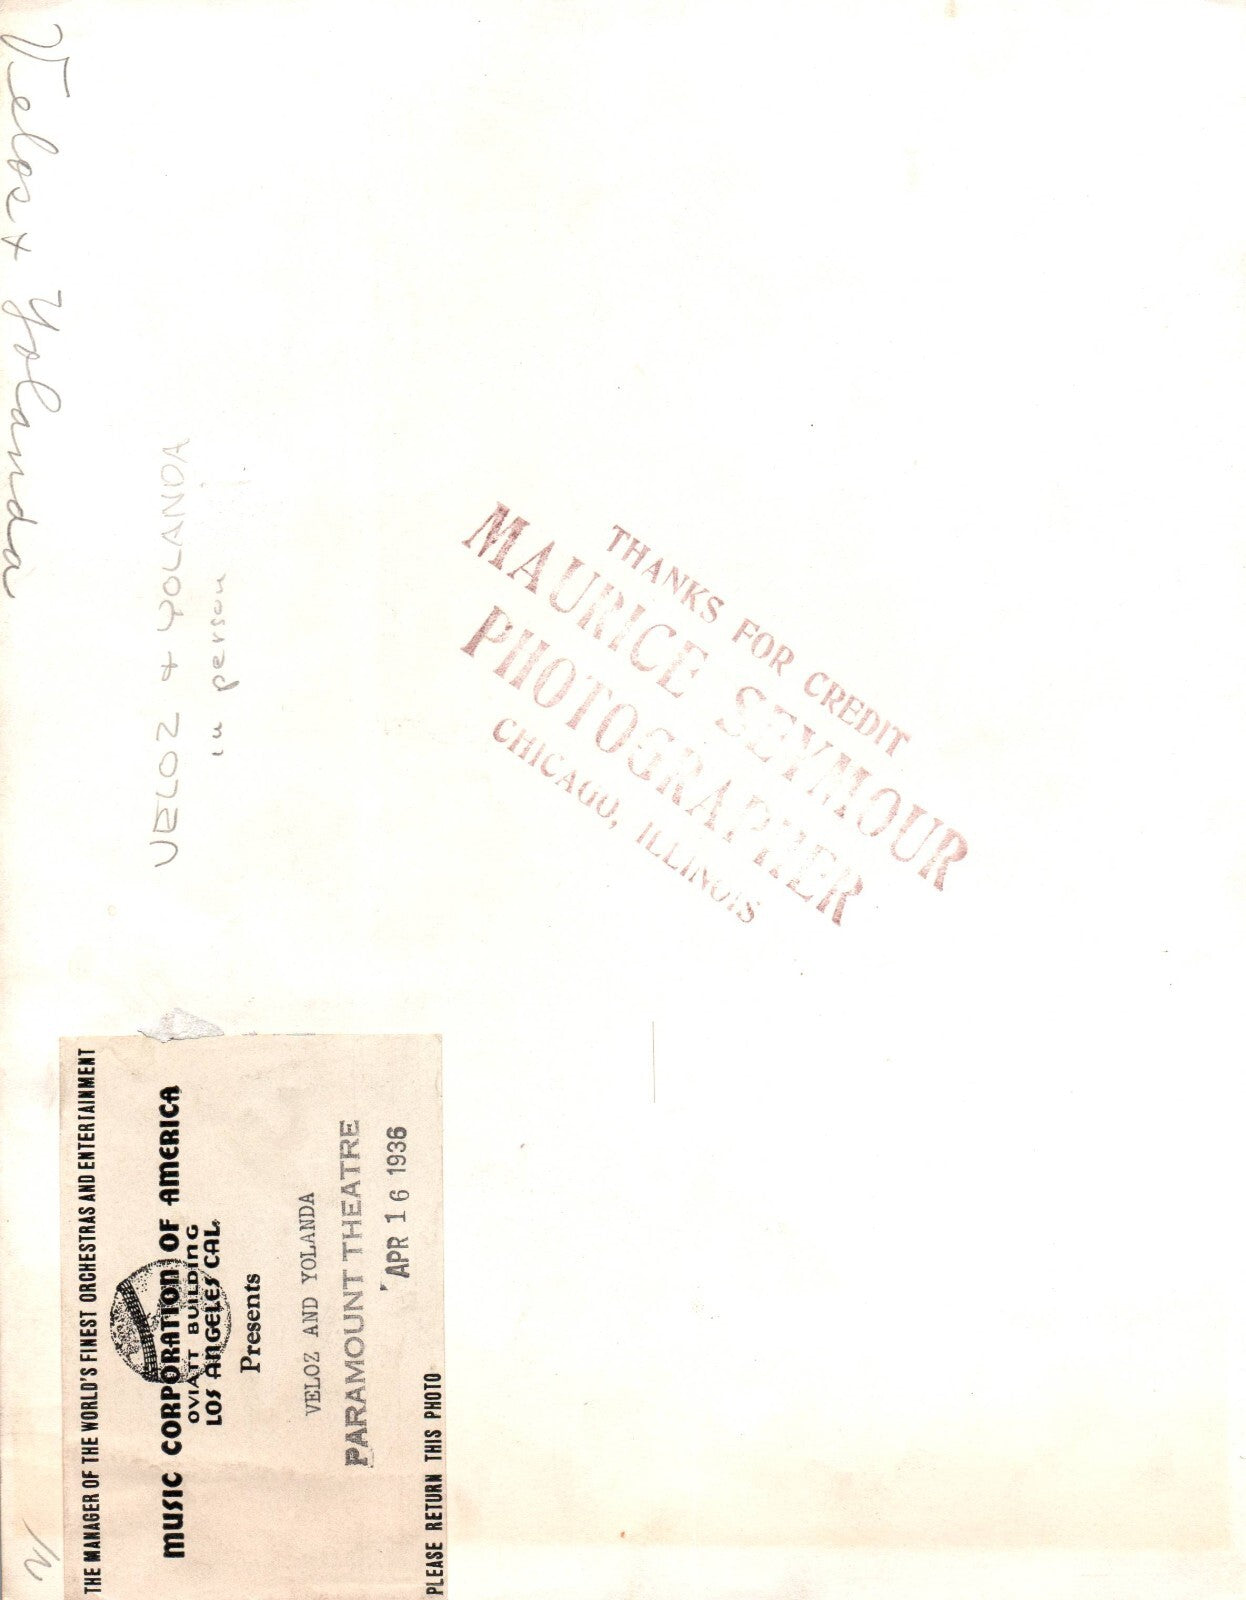 Velos + Yolanda
VELOZ + YOLANDA
in person
THANKS FOR CREDIT
MAURICE SEYMOUR
PHOTOGRAPHER
CHICAGO, ILLINOIS
THE MANAGER OF THE WORLD'S FINEST ORCHESTRAS AND ENTERTAINMENT
MUSIC CORPORATION OF AMERICA
OVIATT BUILDING
LOS ANGELES CAL.
Presents
VELOZ AND YOLANDA
PARAMOUNT THEATRE
APR 16 1936
PLEASE RETURN THIS PHOTO